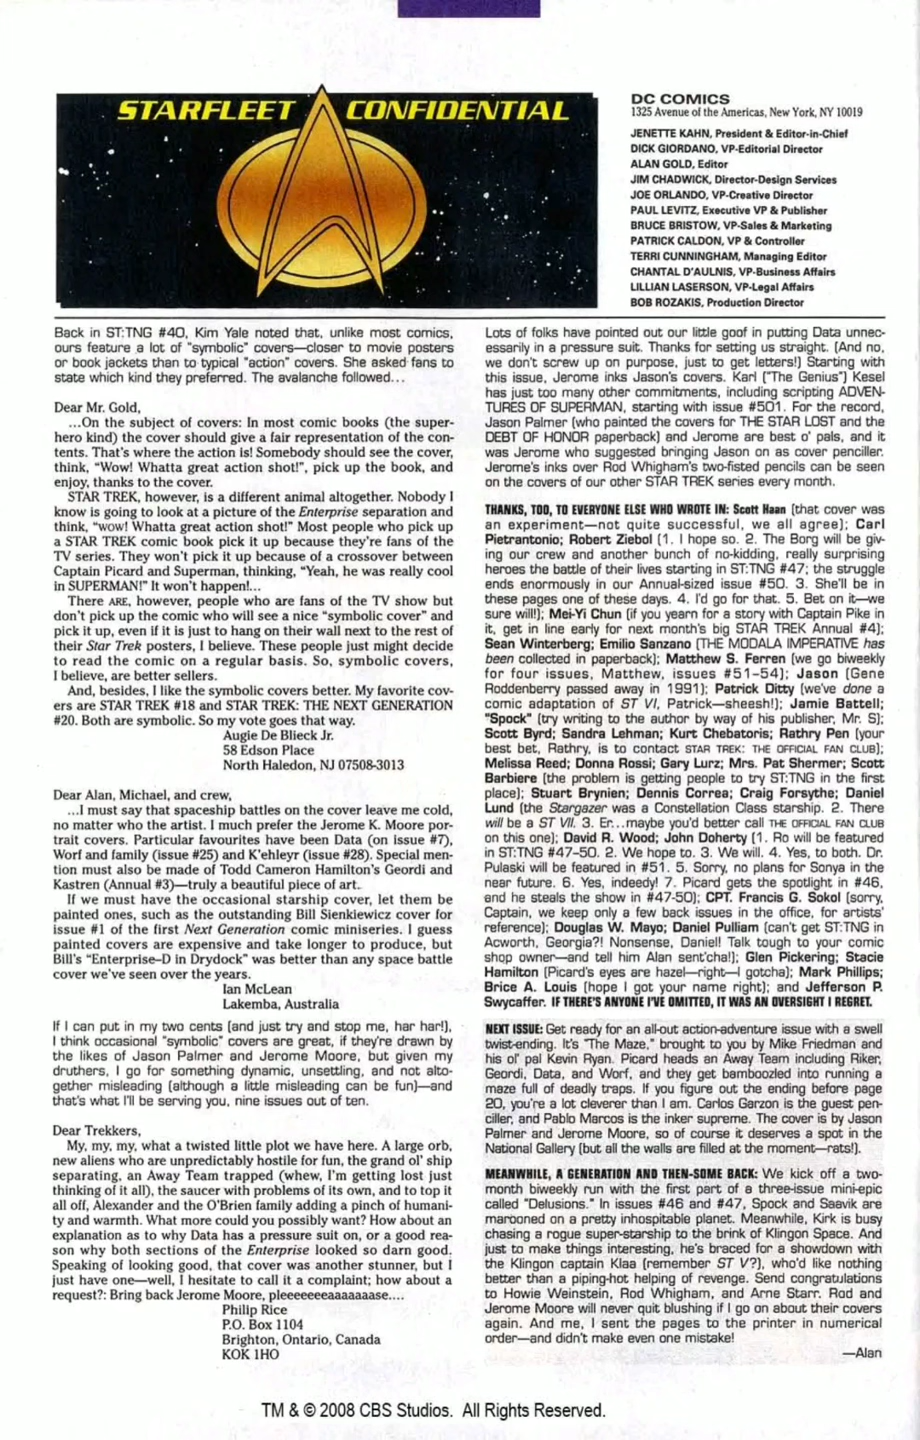 STARFLEET CONFIDENTIAL
DC COMICS
1325 Avenue of the Americas, New York, NY 10019
JENETTE KAHN, President & Editor-in-Chief
DICK GIORDANO, VP-Editorial Director
ALAN GOLD, Editor
JIM CHADWICK, Director-Design Services
JOE ORLANDO, VP-Creative Director
PAUL LEVITZ, Executive VP & Publisher
BRUCE BRISTOW, VP-Sales & Marketing
PATRICK CALDON, VP & Controller
TERRI CUNNINGHAM, Managing Editor
CHANTAL D'AULNIS, VP-Business Affairs
LILLIAN LASERSON, VP-Legal Affairs
BOB ROZAKIS, Production Director
Back in ST:TNG #40, Kim Yale noted that, unlike most comics,
ours feature a lot of "symbolic" covers—closer to movie posters
or book jackets than to typical "action" covers. She asked fans to
state which kind they preferred. The avalanche followed...
Dear Mr. Gold,
...On the subject of covers: In most comic books (the super-
hero kind) the cover should give a fair representation of the con-
tents. That's where the action is! Somebody should see the cover,
think, "Wow! Whatta great action shot!", pick up the book, and
enjoy, thanks to the cover.
STAR TREK, however, is a different animal altogether. Nobody I
know is going to look at a picture of the Enterprise separation and
think, "wow! Whatta great action shot!" Most people who pick up
a STAR TREK comic book pick it up because they're fans of the
TV series. They won't pick it up because of a crossover between
Captain Picard and Superman, thinking, "Yeah, he was really cool
in SUPERMAN!" It won't happen!...
There ARE, however, people who are fans of the TV show but
don't pick up the comic who will see a nice "symbolic cover" and
pick it up, even if it is just to hang on their wall next to the rest of
their Star Trek posters, I believe. These people just might decide
to read the comic on a regular basis. So, symbolic covers,
I believe, are better sellers.
And, besides, I like the symbolic covers better. My favorite cov-
ers are STAR TREK #18 and STAR TREK: THE NEXT GENERATION
#20. Both are symbolic. So my vote goes that way.
Augie De Blieck Jr.
58 Edson Place
North Haledon, NJ 07508-3013
Dear Alan, Michael, and crew,
...I must say that spaceship battles on the cover leave me cold,
no matter who the artist. I much prefer the Jerome K. Moore por-
trait covers. Particular favourites have been Data (on issue #7),
Worf and family (issue #25) and K'ehleyr (issue #28). Special men-
tion must also be made of Todd Cameron Hamilton's Geordi and
Kastren (Annual #3)—truly a beautiful piece of art.
If we must have the occasional starship cover, let them be
painted ones, such as the outstanding Bill Sienkiewicz cover for
issue #1 of the first Next Generation comic miniseries. I guess
painted covers are expensive and take longer to produce, but
Bill's "Enterprise-D in Drydock" was better than any space battle
cover we've seen over the years.
Ian McLean
Lakemba, Australia
If I can put in my two cents (and just try and stop me, har har!),
I think occasional "symbolic" covers are great, if they're drawn by
the likes of Jason Palmer and Jerome Moore, but given my
druthers, I go for something dynamic, unsettling, and not alto-
gether misleading (although a little misleading can be fun)—and
that's what I'll be serving you, nine issues out of ten.
Dear Trekkers,
My, my, my, what a twisted little plot we have here. A large orb,
new aliens who are unpredictably hostile for fun, the grand ol' ship
separating, an Away Team trapped (whew, I'm getting lost just
thinking of it all), the saucer with problems of its own, and to top it
all off, Alexander and the O'Brien family adding a pinch of humani-
ty and warmth. What more could you possibly want? How about an
explanation as to why Data has a pressure suit on, or a good rea-
son why both sections of the Enterprise looked so darn good.
Speaking of looking good, that cover was another stunner, but I
just have one—well, I hesitate to call it a complaint; how about a
request?: Bring back Jerome Moore, pleeeeeeeaaaaaaase....
Philip Rice
P.O. Box 1104
Brighton, Ontario, Canada
KOK 1HO
Lots of folks have pointed out our little goof in putting Data unnec-
essarily in a pressure suit. Thanks for setting us straight. (And no,
we don't screw up on purpose, just to get letters!) Starting with
this issue, Jerome inks Jason's covers. Karl ("The Genius") Kesel
has just too many other commitments, including scripting ADVEN-
TURES OF SUPERMAN, starting with issue #501. For the record,
Jason Palmer (who painted the covers for THE STAR LOST and the
DEBT OF HONOR paperback) and Jerome are best o' pals, and it
was Jerome who suggested bringing Jason on as cover penciller.
Jerome's inks over Rod Whigham's two-fisted pencils can be seen
on the covers of our other STAR TREK series every month.
THANKS, TOO, TO EVERYONE ELSE WHO WROTE IN: Scott Haan (that cover was
an experiment—not quite successful, we all agree); Carl
Pietrantonio; Robert Ziebol (1. I hope so. 2. The Borg will be giv-
ing our crew and another bunch of no-kidding, really surprising
heroes the battle of their lives starting in ST:TNG #47; the struggle
ends enormously in our Annual-sized issue #50. 3. She'll be in
these pages one of these days. 4. I'd go for that. 5. Bet on it—we
sure will!); Mei-Yi Chun (if you yearn for a story with Captain Pike in
it, get in line early for next month's big STAR TREK Annual #4);
Sean Winterberg; Emilio Sanzano (THE MODALA IMPERATIVE has
been collected in paperback); Matthew S. Ferren (we go biweekly
for four issues, Matthew, issues #51-54); Jason (Gene
Roddenberry passed away in 1991); Patrick Ditty (we've done a
comic adaptation of ST VI, Patrick—sheesh!); Jamie Battell;
"Spock" (try writing to the author by way of his publisher, Mr. S);
Scott Byrd; Sandra Lehman; Kurt Chebatoris; Rathry Pen (your
best bet, Rathry, is to contact STAR TREK: THE OFFICIAL FAN CLUB);
Melissa Reed; Donna Rossi; Gary Lurz; Mrs. Pat Shermer; Scott
Barbiere (the problem is getting people to try ST:TNG in the first
place); Stuart Brynien; Dennis Correa; Craig Forsythe; Daniel
Lund (the Stargazer was a Constellation Class starship. 2. There
will be a ST VII. 3. Er...maybe you'd better call THE OFFICIAL FAN CLUB
on this one); David R. Wood; John Doherty (1. Ro will be featured
in ST:TNG #47-50. 2. We hope to. 3. We will. 4. Yes, to both. Dr.
Pulaski will be featured in #51. 5. Sorry, no plans for Sonya in the
near future. 6. Yes, indeedy! 7. Picard gets the spotlight in #46,
and he steals the show in #47-50); CPT. Francis G. Sokol (sorry,
Captain, we keep only a few back issues in the office, for artists'
reference); Douglas W. Mayo; Daniel Pulliam (can't get ST:TNG in
Acworth, Georgia?! Nonsense, Daniel! Talk tough to your comic
shop owner—and tell him Alan sent'cha!); Glen Pickering; Stacie
Hamilton (Picard's eyes are hazel—right—I gotcha); Mark Phillips;
Brice A. Louis (hope I got your name right); and Jefferson P.
Swycaffer. IF THERE'S ANYONE I'VE OMITTED, IT WAS AN OVERSIGHT I REGRET.
NEXT ISSUE: Get ready for an all-out action-adventure issue with a swell
twist-ending. It's "The Maze," brought to you by Mike Friedman and
his ol' pal Kevin Ryan. Picard heads an Away Team including Riker,
Geordi, Data, and Worf, and they get bamboozled into running a
maze full of deadly traps. If you figure out the ending before page
20, you're a lot cleverer than I am. Carlos Garzon is the guest pen-
ciller, and Pablo Marcos is the inker supreme. The cover is by Jason
Palmer and Jerome Moore, so of course it deserves a spot in the
National Gallery (but all the walls are filled at the moment—rats!).
MEANWHILE, A GENERATION AND THEN-SOME BACK: We kick off a two-
month biweekly run with the first part of a three-issue mini-epic
called "Delusions." In issues #46 and #47, Spock and Saavik are
marooned on a pretty inhospitable planet. Meanwhile, Kirk is busy
chasing a rogue super-starship to the brink of Klingon Space. And
just to make things interesting, he's braced for a showdown with
the Klingon captain Klaa (remember ST V?), who'd like nothing
better than a piping-hot helping of revenge. Send congratulations
to Howie Weinstein, Rod Whigham, and Arne Starr. Rod and
Jerome Moore will never quit blushing if I go on about their covers
again. And me, I sent the pages to the printer in numerical
order—and didn't make even one mistake!
—Alan
TM & © 2008 CBS Studios. All Rights Reserved.